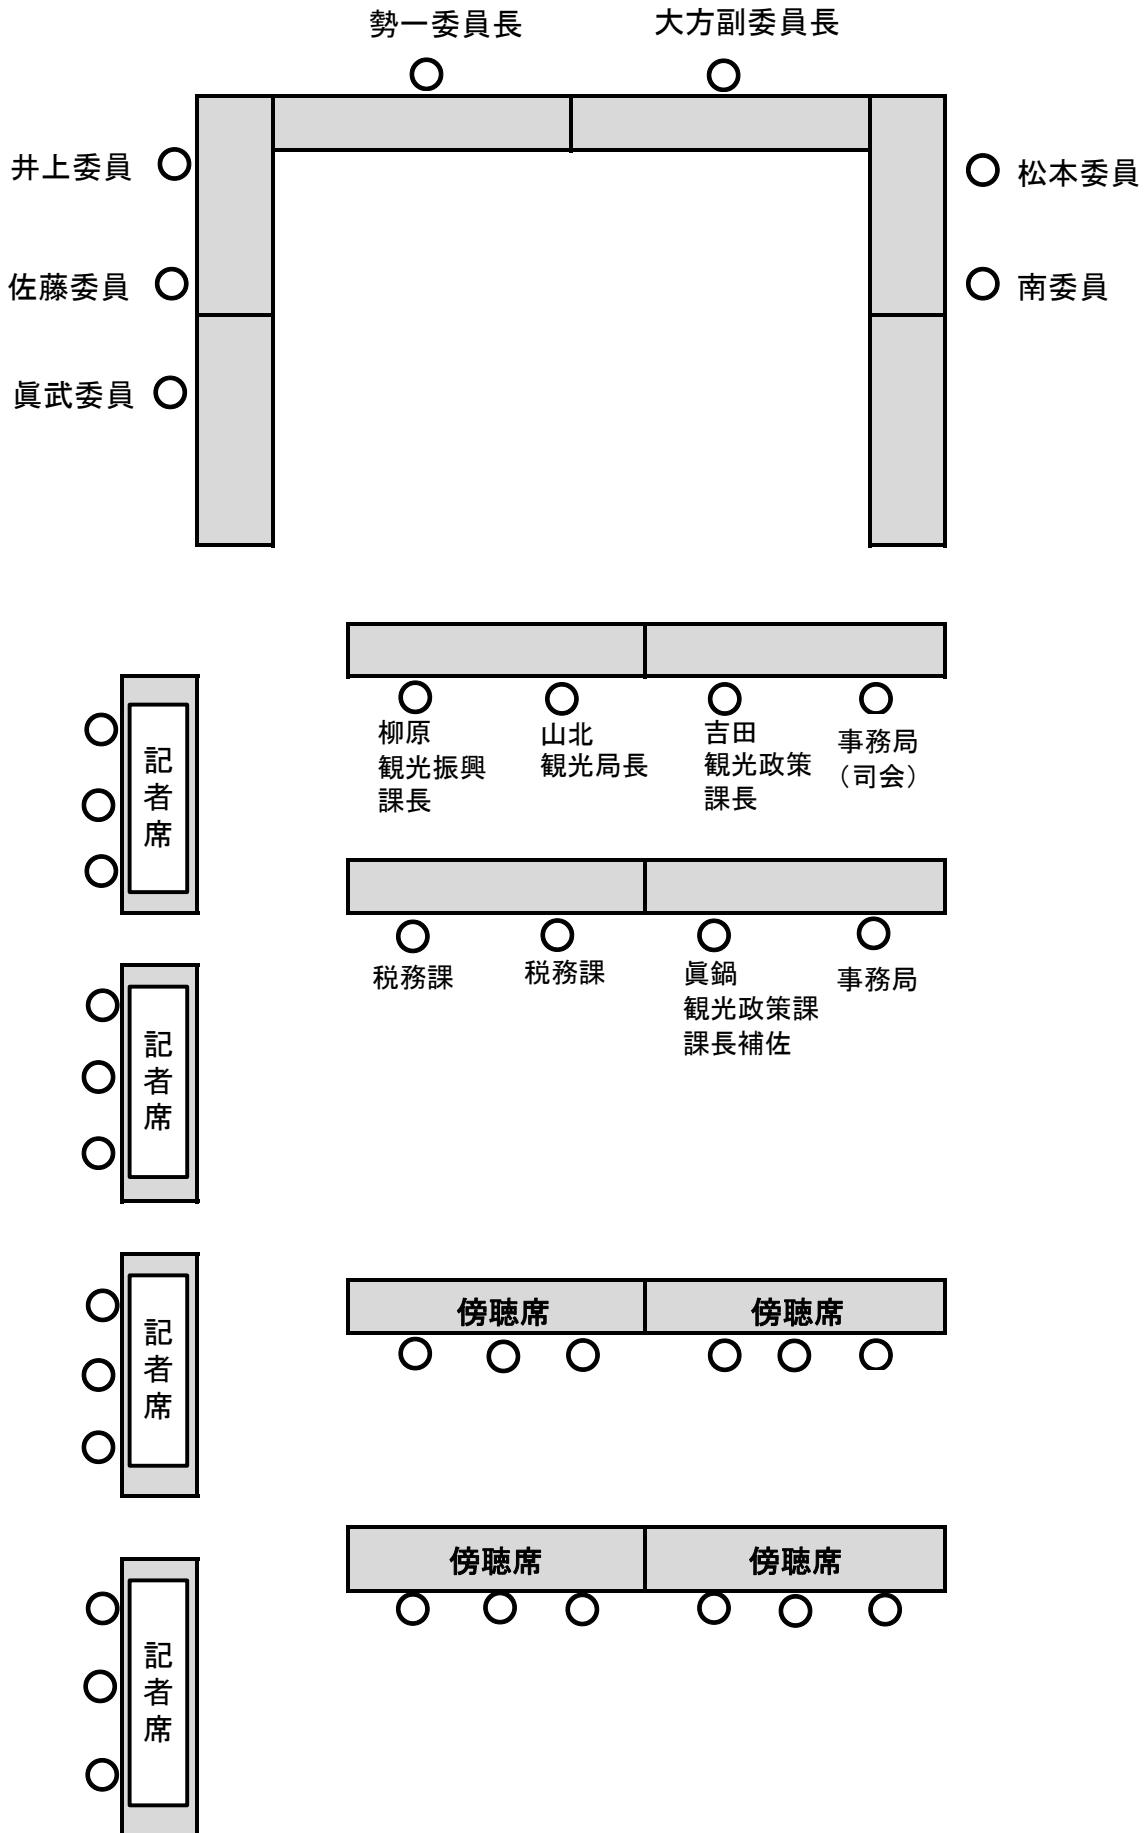 勢一委員長
大方副委員長
井上委員
松本委員
佐藤委員
南委員
眞武委員
柳原
観光振興
課長
山北
観光局長
吉田
観光政策
課長
事務局
（司会）
記者席
税務課
税務課
眞鍋
観光政策課
課長補佐
事務局
記者席
傍聴席
傍聴席
記者席
傍聴席
傍聴席
記者席